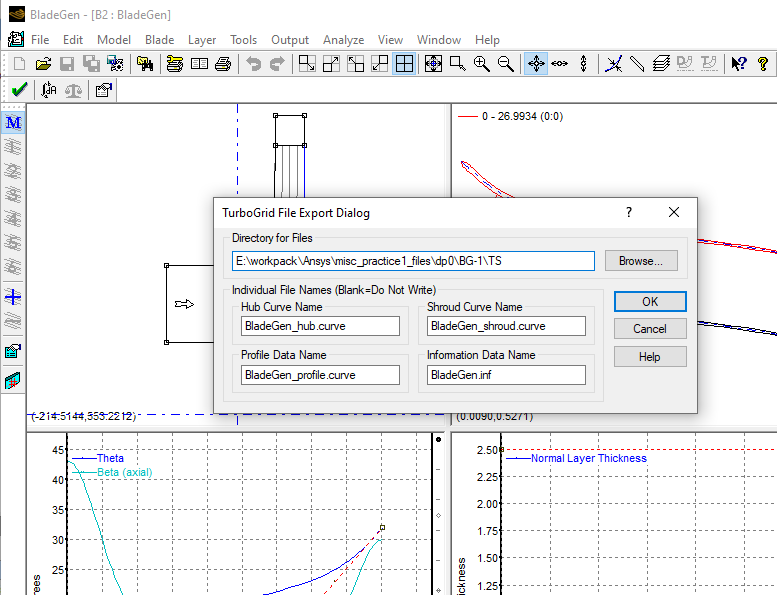 BladeGen - [B2 : BladeGen]
File Edit Model Blade Layer Tools Output Analyze View Window Help
M
0 - 26.9934 (0:0)
TurboGrid File Export Dialog
Directory for Files
E:\workpack\Ansys\misc_practice1_files\dp0\BG-1\TS
Browse...
Individual File Names (Blank=Do Not Write)
Hub Curve Name
Shroud Curve Name
BladeGen_hub.curve
BladeGen_shroud.curve
Profile Data Name
Information Data Name
BladeGen_profile.curve
BladeGen.inf
OK
Cancel
Help
(-214.5144,353.2212)
(0.0090,0.5271)
45
40
35
30
25
Theta
Beta (axial)
2.50
2.25
2.00
1.75
1.50
1.25
Normal Layer Thickness